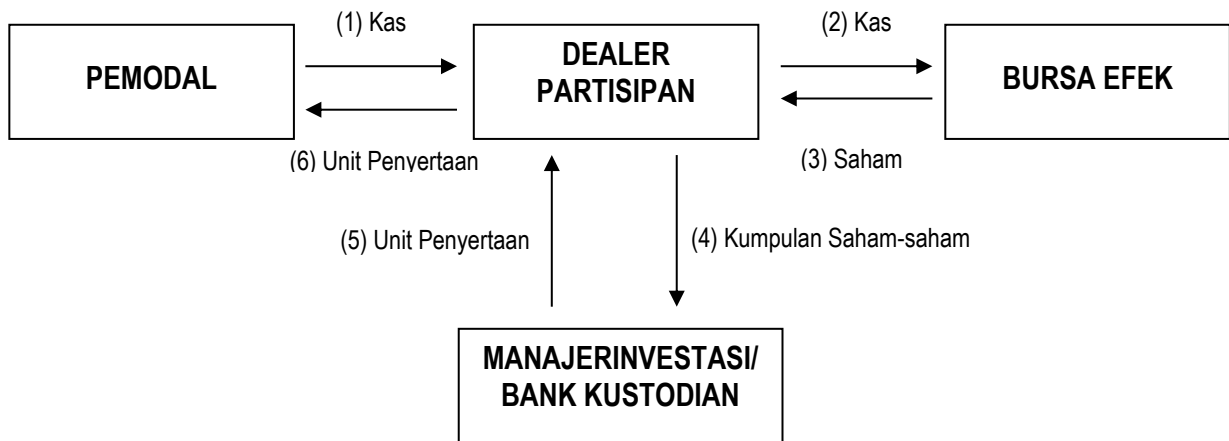 (1) Kas
(2) Kas
PEMODAL
DEALER
PARTISIPAN
BURSA EFEK
(6) Unit Penyertaan
(3) Saham
(5) Unit Penyertaan
(4) Kumpulan Saham-saham
MANAJERINVESTASI/
BANK KUSTODIAN